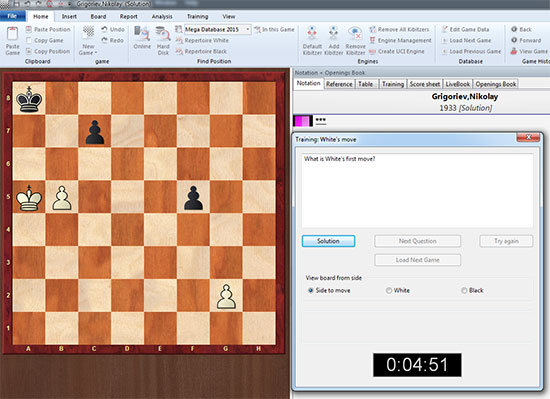 Grigoriev, Nikolay, (Solution)
File Home Insert Board Report Analysis Training View
Paste Game
Paste Position
Copy Game
Copy Position
Clipboard
New Game
Undo
Redo
game
Online
Hard Disk
Mega Database 2015
In this Game
Repertoire White
Repertoire Black
Find Position
Default Kibitzer
Add Kibitzer
Remove All Kibitzers
Engine Management
Create UCI Engine
Engines
Edit Game Data
Load Next Game
Load Previous Game
Database
Back
Forward
View Game
Game History
Notation + Openings Book
Notation Reference Table Training Score sheet LiveBook Openings Book
Grigoriev,Nikolay
1933 [Solution]
***
Training: White's move
What is White's first move?
Solution Next Question Try again
Load Next Game
View board from side
Side to move White Black
0:04:51
8
7
6
5
4
3
2
1
A B C D E F G H